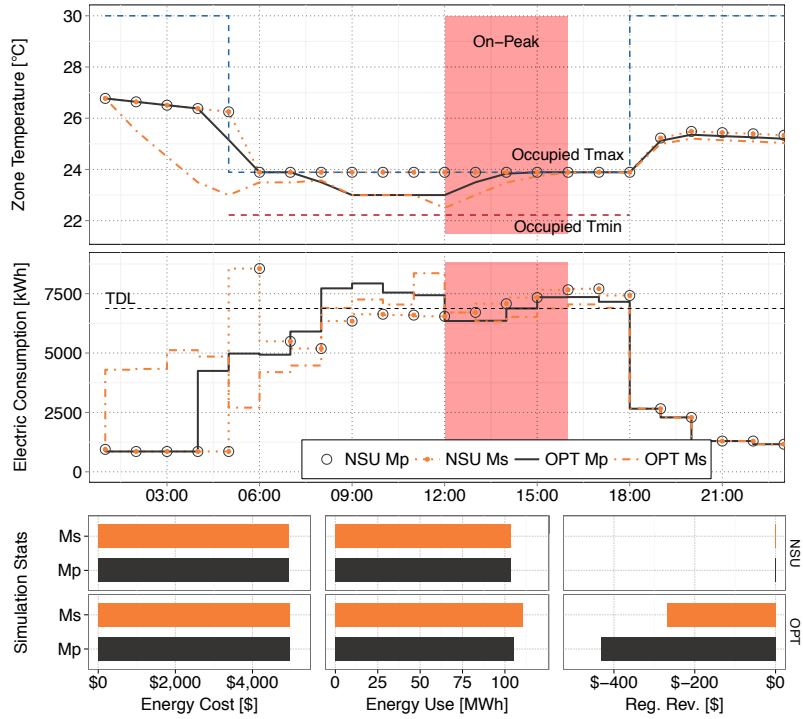 30
28
26
24
22
Zone Temperature [°C]
On−Peak
Occupied Tmax
Occupied Tmin
7500
5000
2500
0
Electric Consumption [kWh]
TDL
NSU Mp NSU Ms OPT Mp OPT Ms
03:00 06:00 09:00 12:00 15:00 18:00 21:00
Simulation Stats
Ms
Mp
NSU
Ms
Mp
OPT
$0 $2,000 $4,000
0 25 50 75 100
$−400 $−200 $0
Energy Cost [$] Energy Use [MWh] Reg. Rev. [$]